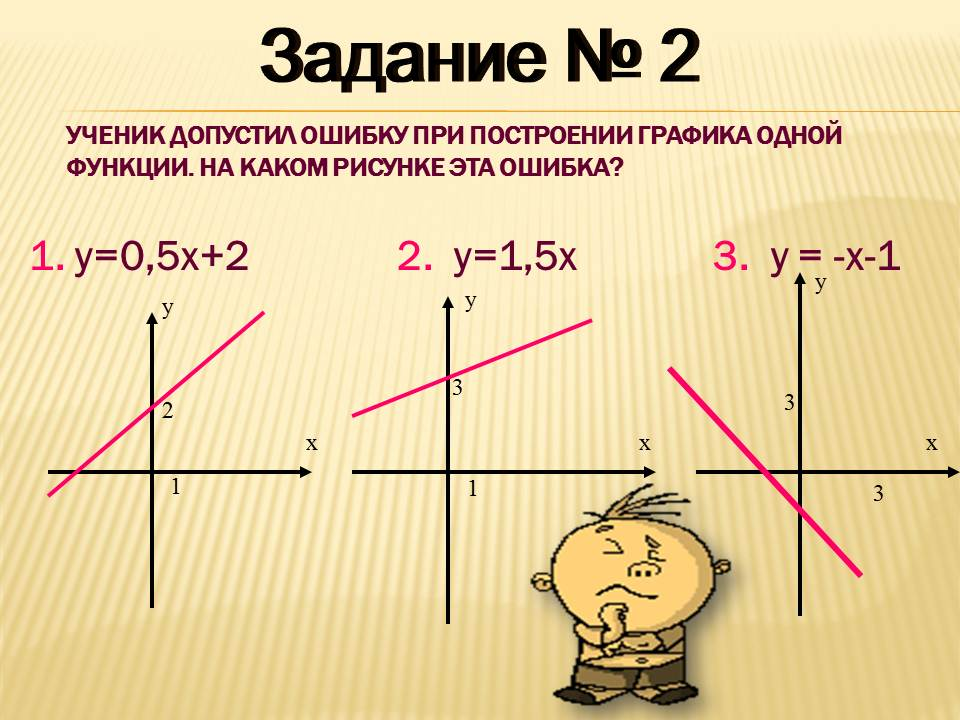 Задание № 2
УЧЕНИК ДОПУСТИЛ ОШИБКУ ПРИ ПОСТРОЕНИИ ГРАФИКА ОДНОЙ
ФУНКЦИИ. НА КАКОМ РИСУНКЕ ЭТА ОШИБКА?
1. y=0,5x+2
2. y=1,5x
3. y = -x-1
y
2
x
1
y
3
x
1
y
3
x
3